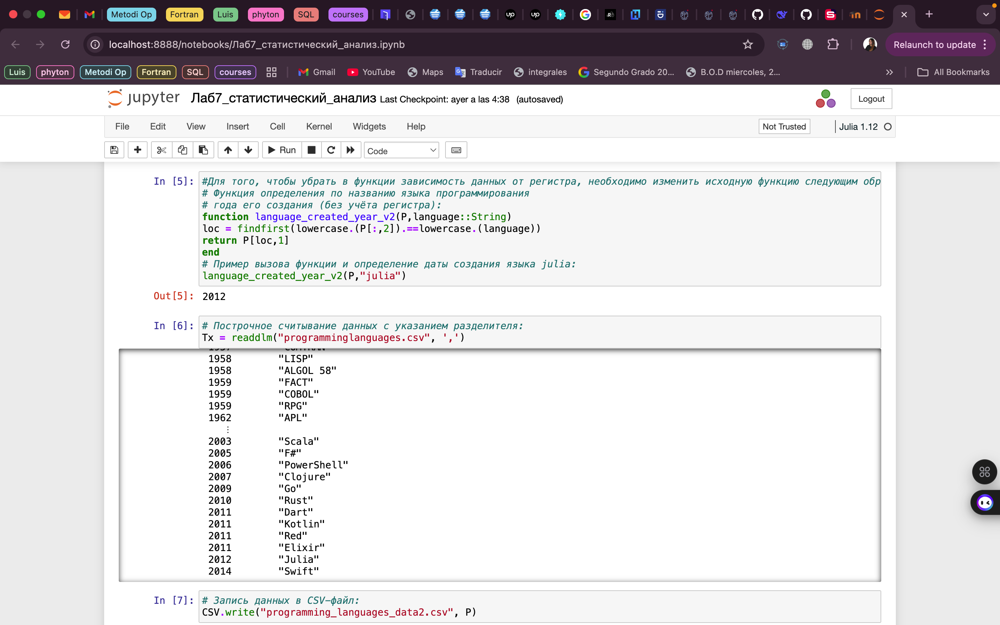 Metodi Op Fortran Luis phyton SQL courses
localhost:8888/notebooks/Лаб7_статистический_анализ.ipynb Relaunch to update
Luis phyton Metodi Op Fortran SQL courses Gmail YouTube Maps Traducir integrales Segundo Grado 20... B.O.D miercoles, 2... All Bookmarks
jupyter Лаб7_статистический_анализ Last Checkpoint: ayer a las 4:38 (autosaved) Logout
File Edit View Insert Cell Kernel Widgets Help Not Trusted Julia 1.12
Run Code
In [5]: #Для того, чтобы убрать в функции зависимость данных от регистра, необходимо изменить исходную функцию следующим обр
# Функция определения по названию языка программирования
# года его создания (без учёта регистра):
function language_created_year_v2(P,language::String)
loc = findfirst(lowercase.(P[:,2]).==lowercase.(language))
return P[loc,1]
end
# Пример вызова функции и определение даты создания языка julia:
language_created_year_v2(P,"julia")
Out[5]: 2012
In [6]: # Построчное считывание данных с указанием разделителя:
Tx = readdlm("programminglanguages.csv", ',')
1958 "LISP"
1958 "ALGOL 58"
1959 "FACT"
1959 "COBOL"
1959 "RPG"
1962 "APL"
⋮
2003 "Scala"
2005 "F#"
2006 "PowerShell"
2007 "Clojure"
2009 "Go"
2010 "Rust"
2011 "Dart"
2011 "Kotlin"
2011 "Red"
2011 "Elixir"
2012 "Julia"
2014 "Swift"
In [7]: # Запись данных в CSV-файл:
CSV.write("programming_languages_data2.csv", P)